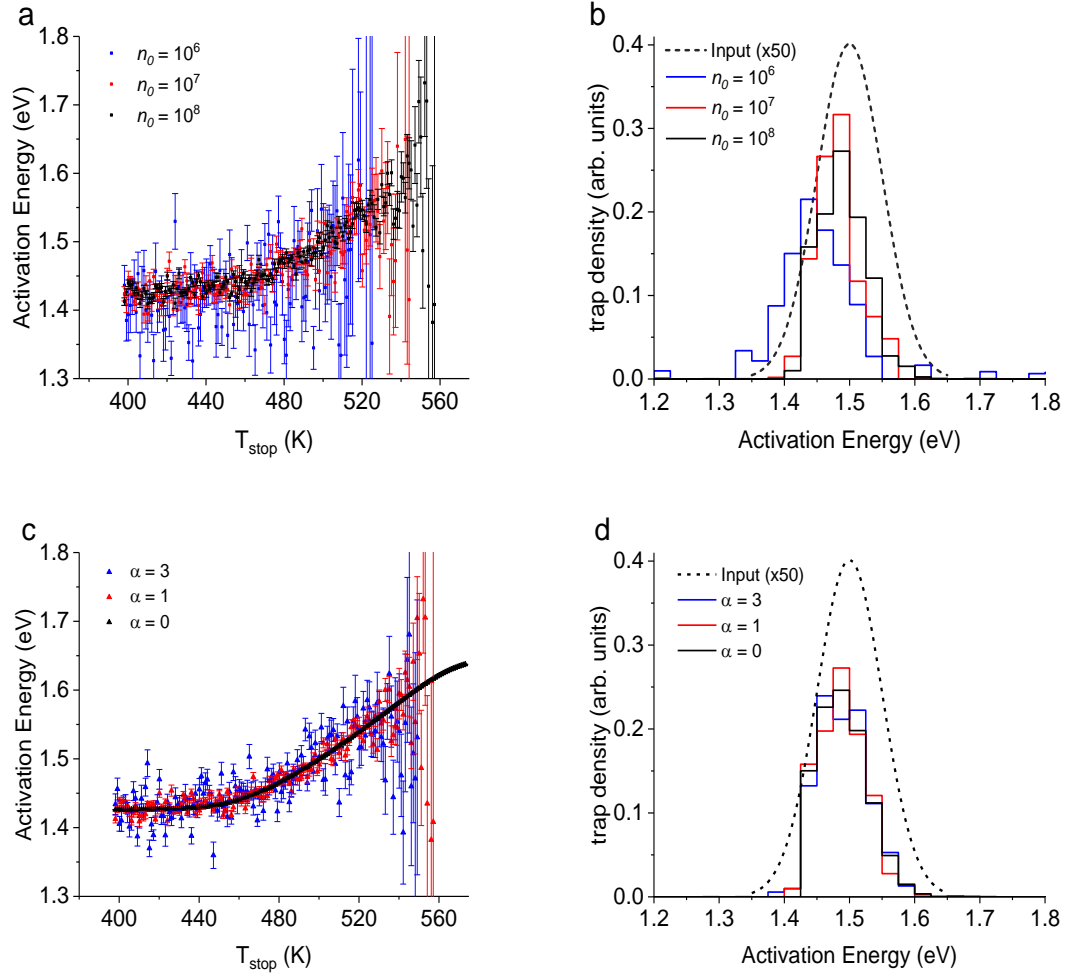 a
1.8
1.7
1.6
1.5
1.4
1.3
Activation Energy (eV)
n0 = 10^6
n0 = 10^7
n0 = 10^8
400 440 480 520 560
T_stop (K)
b
0.4
0.3
0.2
0.1
0.0
trap density (arb. units)
Input (x50)
n0 = 10^6
n0 = 10^7
n0 = 10^8
1.2 1.3 1.4 1.5 1.6 1.7 1.8
Activation Energy (eV)
c
1.8
1.7
1.6
1.5
1.4
1.3
Activation Energy (eV)
α = 3
α = 1
α = 0
400 440 480 520 560
T_stop (K)
d
0.4
0.3
0.2
0.1
0.0
trap density (arb. units)
Input (x50)
α = 3
α = 1
α = 0
1.2 1.3 1.4 1.5 1.6 1.7 1.8
Activation Energy (eV)